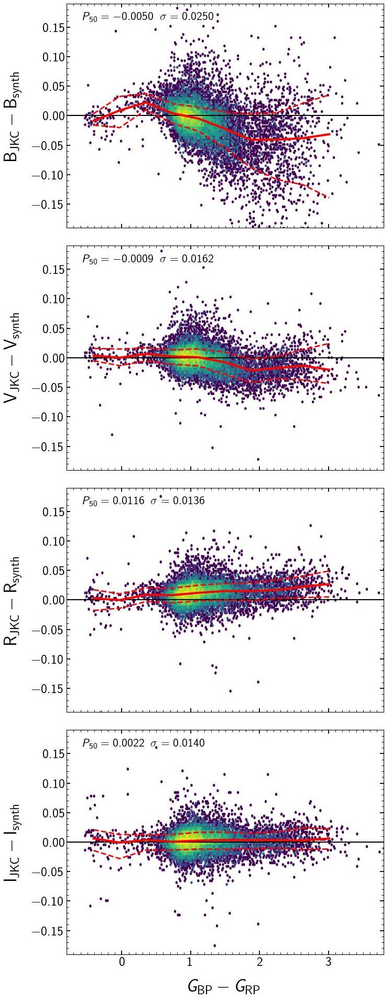 P50 = −0.0050 σ = 0.0250
0.15
0.10
0.05
0.00
−0.05
−0.10
−0.15
BJKC − Bsynth
P50 = −0.0009 σ = 0.0162
0.15
0.10
0.05
0.00
−0.05
−0.10
−0.15
VJKC − Vsynth
P50 = 0.0116 σ = 0.0136
0.15
0.10
0.05
0.00
−0.05
−0.10
−0.15
RJKC − Rsynth
P50 = 0.0022 σ = 0.0140
0.15
0.10
0.05
0.00
−0.05
−0.10
−0.15
IJKC − Isynth
0 1 2 3
GBP − GRP